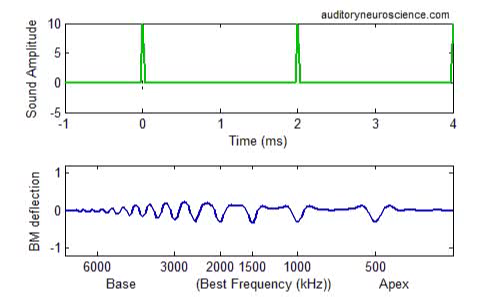 auditoryneuroscience.com
Sound Amplitude
10
5
0
-5
-1 0 1 2 3 4
Time (ms)
BM deflection
1
0
-1
6000 3000 2000 1500 1000 500
Base (Best Frequency (kHz)) Apex